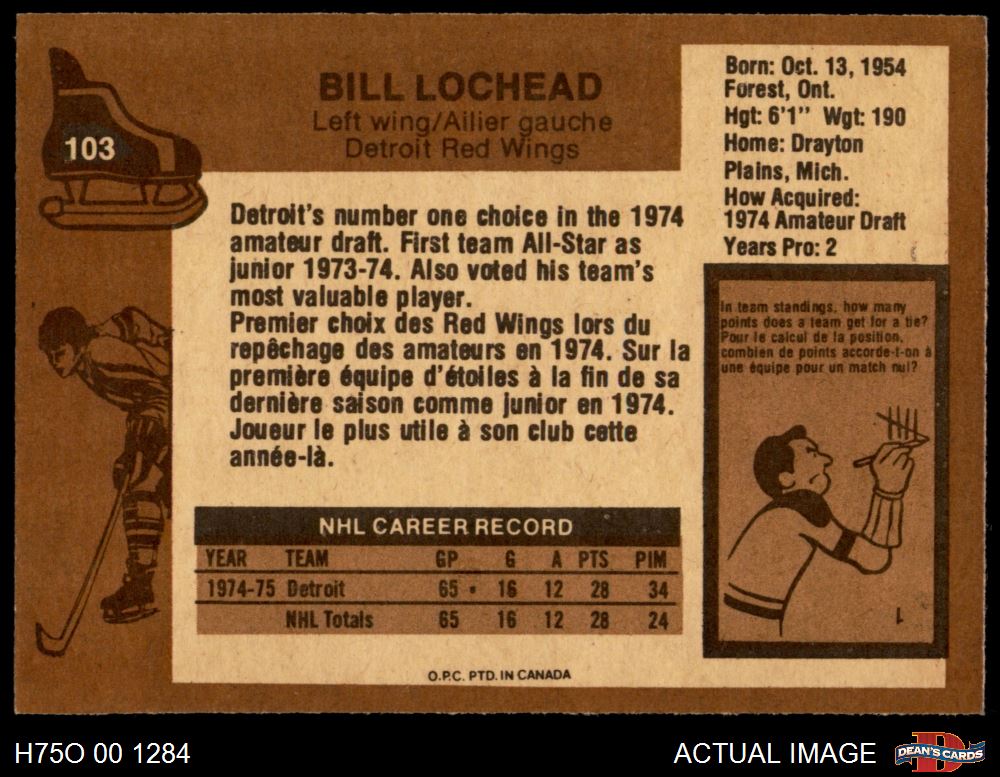 BILL LOCHEAD
Left wing/Ailier gauche
Detroit Red Wings
103
Born: Oct. 13, 1954
Forest, Ont.
Hgt: 6'1'' Wgt: 190
Home: Drayton
Plains, Mich.
How Acquired:
1974 Amateur Draft
Years Pro: 2
Detroit's number one choice in the 1974
amateur draft. First team All-Star as
junior 1973-74. Also voted his team's
most valuable player.
Premier choix des Red Wings lors du
repêchage des amateurs en 1974. Sur la
première équipe d'étoiles à la fin de sa
dernière saison comme junior en 1974.
Joueur le plus utile à son club cette
année-là.
In team standings, how many
points does a team get for a tie?
Pour le calcul de la position,
combien de points accorde-t-on à
une équipe pour un match nul?
1
NHL CAREER RECORD
YEAR TEAM GP G A PTS PIM
1974-75 Detroit 65 16 12 28 34
NHL Totals 65 16 12 28 24
O.P.C. PTD. IN CANADA
H75O 00 1284
ACTUAL IMAGE
D
DEAN'S CARDS